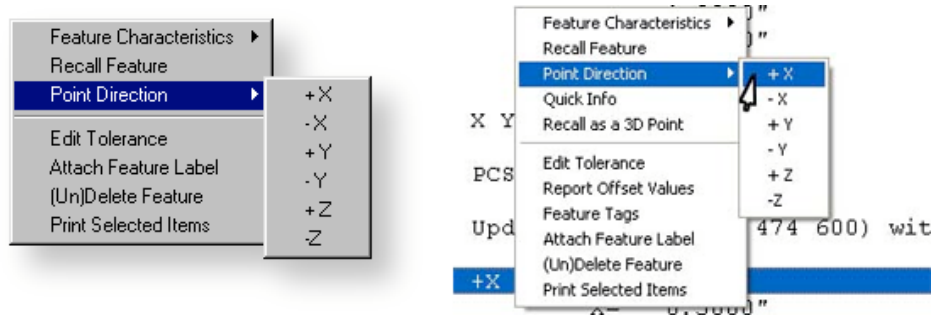 Feature Characteristics
Recall Feature
Point Direction
Edit Tolerance
Attach Feature Label
(Un)Delete Feature
Print Selected Items
+X
-X
+Y
-Y
+Z
-Z
Feature Characteristics
Recall Feature
Point Direction
Quick Info
Recall as a 3D Point
Edit Tolerance
Report Offset Values
Feature Tags
Attach Feature Label
(Un)Delete Feature
Print Selected Items
+ X
- X
+ Y
- Y
+ Z
-Z
X Y
PCS
Upd 474 600) wit
+X